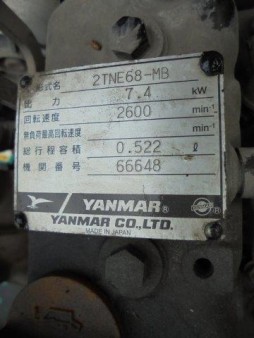 形式名 2TNE68-MB
出力 7.4 kW
回転速度 2600 min⁻¹
無負荷最高回転速度 min⁻¹
総行程容積 0.522 ℓ
機関番号 66648
YANMAR®
YANMAR CO.,LTD.
MADE IN JAPAN